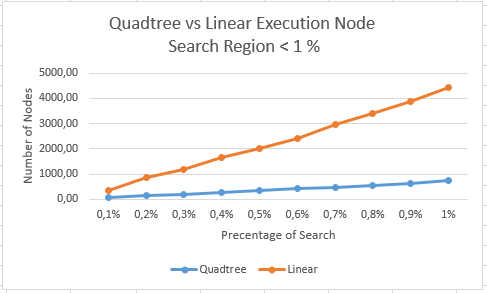 Quadtree vs Linear Execution Node
Search Region < 1 %
Number of Nodes
5000,00
4000,00
3000,00
2000,00
1000,00
0,00
0,1% 0,2% 0,3% 0,4% 0,5% 0,6% 0,7% 0,8% 0,9% 1%
Precentage of Search
Quadtree Linear